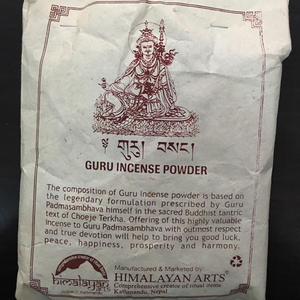 ༄ གུ་རུ། བསང་།
GURU INCENSE POWDER
The composition of Guru Incense powder is based on
the legendary formulation prescribed by Guru
Padmasambhava himself in the sacred Buddhist tantric
text of Choeje Terkha. Offering of this highly valuable
incense to Guru Padmasambhava with outmost respect
and true devotion will help to bring you good luck,
peace, happiness, prosperity and harmony.
Manufactured & Marketed by:
HIMALAYAN ARTS
Comprehensive creator of ritual items
Kathmandu, Nepal
himalayan